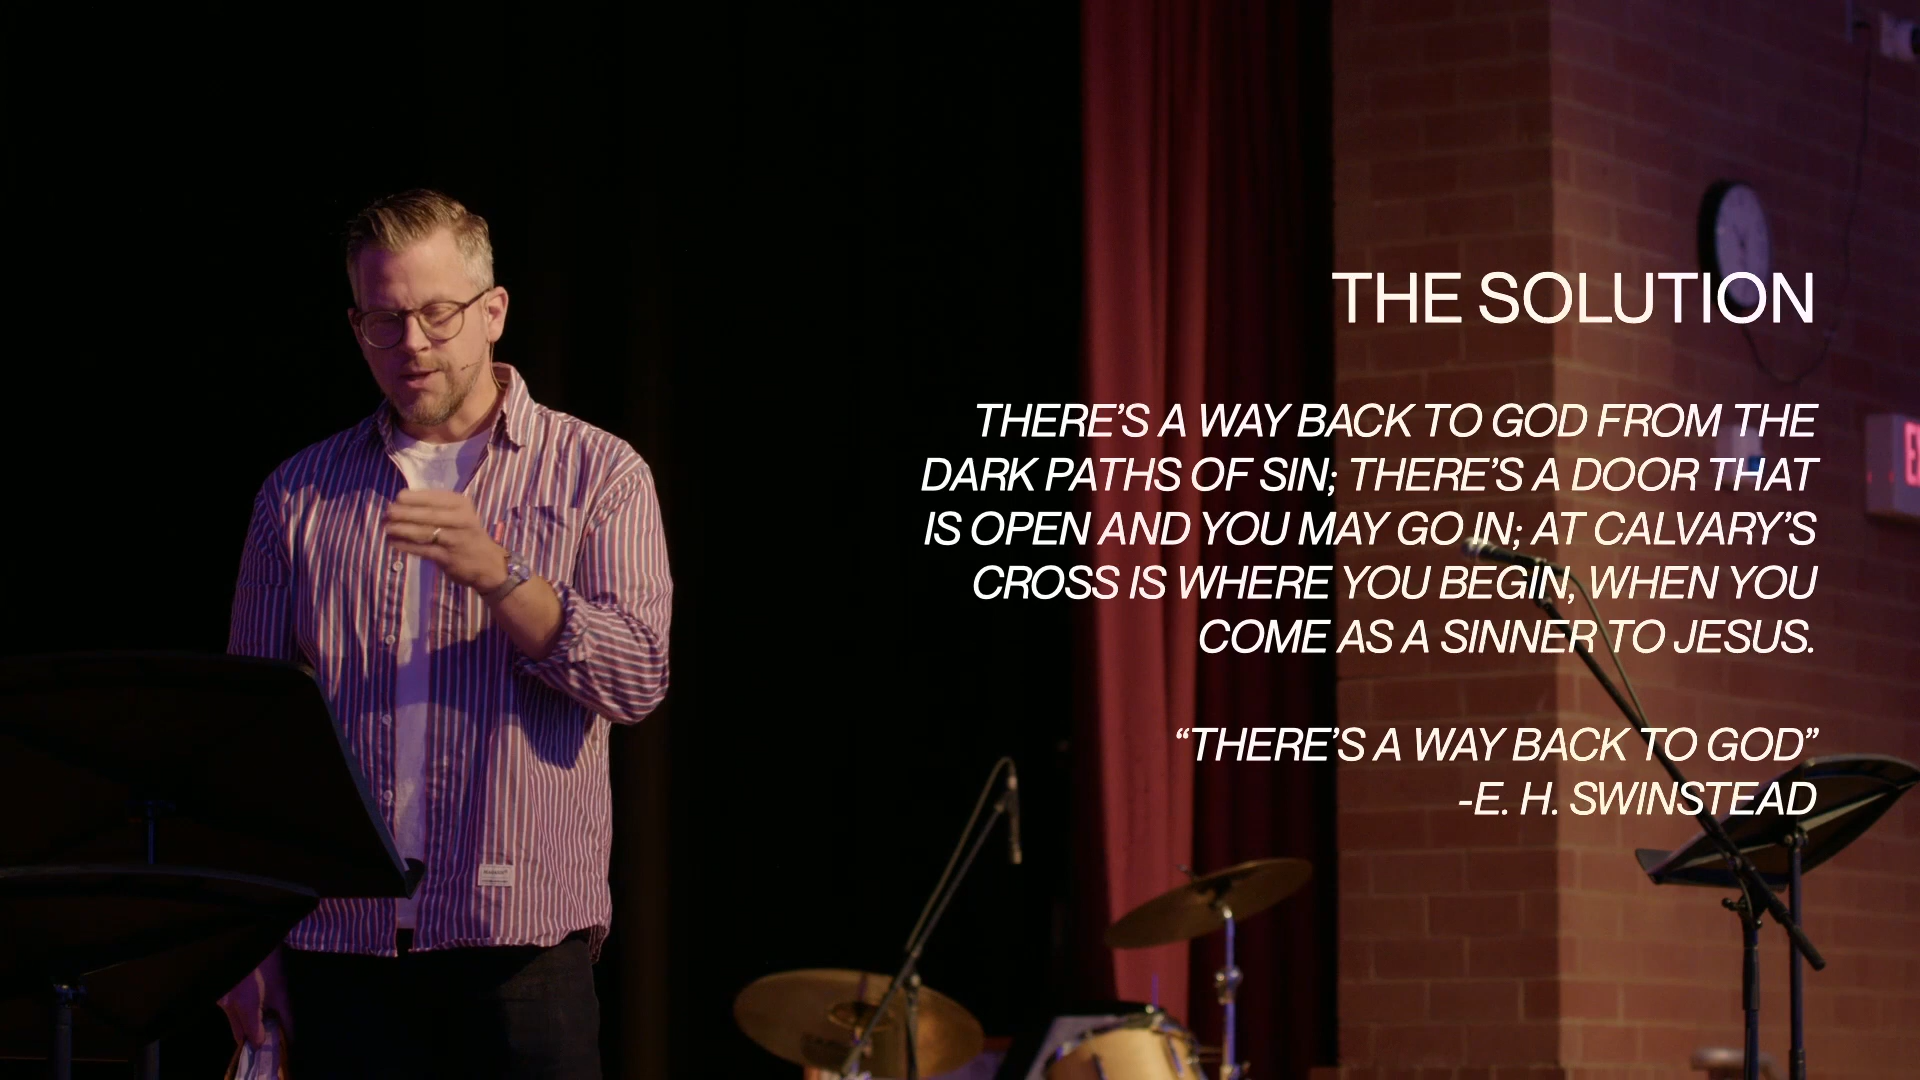 THE SOLUTION
THERE’S A WAY BACK TO GOD FROM THE
DARK PATHS OF SIN; THERE’S A DOOR THAT
IS OPEN AND YOU MAY GO IN; AT CALVARY’S
CROSS IS WHERE YOU BEGIN, WHEN YOU
COME AS A SINNER TO JESUS.
“THERE’S A WAY BACK TO GOD”
-E. H. SWINSTEAD